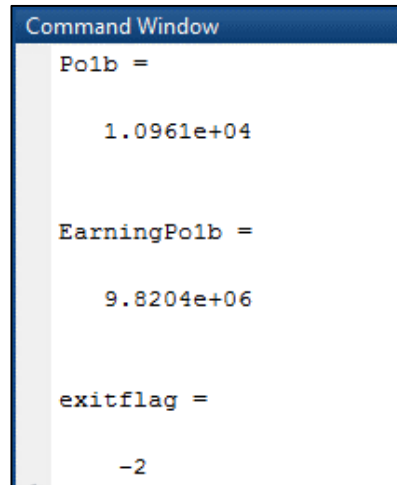 Command Window
Po1b =
1.0961e+04
EarningPo1b =
9.8204e+06
exitflag =
-2